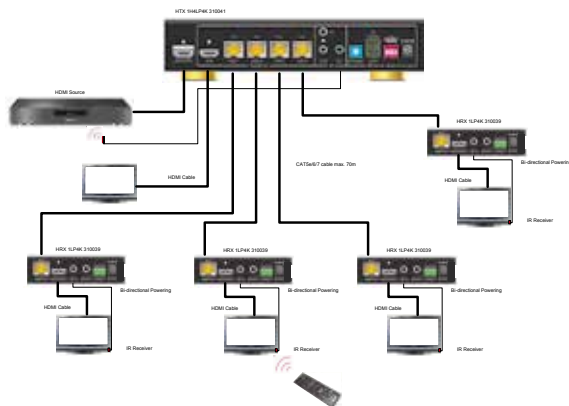 HTX 1H4LP4K 310041
HDMI Source
HRX 1LP4K 310039
CAT5e/6/7 cable max. 70m
Bi-directional Powerin
HDMI Cable
HDMI Cable
IR Receiver
HRX 1LP4K 310039
HRX 1LP4K 310039
HRX 1LP4K 310039
Bi-directional Powering
Bi-directional Powering
Bi-directional Powering
HDMI Cable
HDMI Cable
HDMI Cable
IR Receiver
IR Receiver
IR Receiver